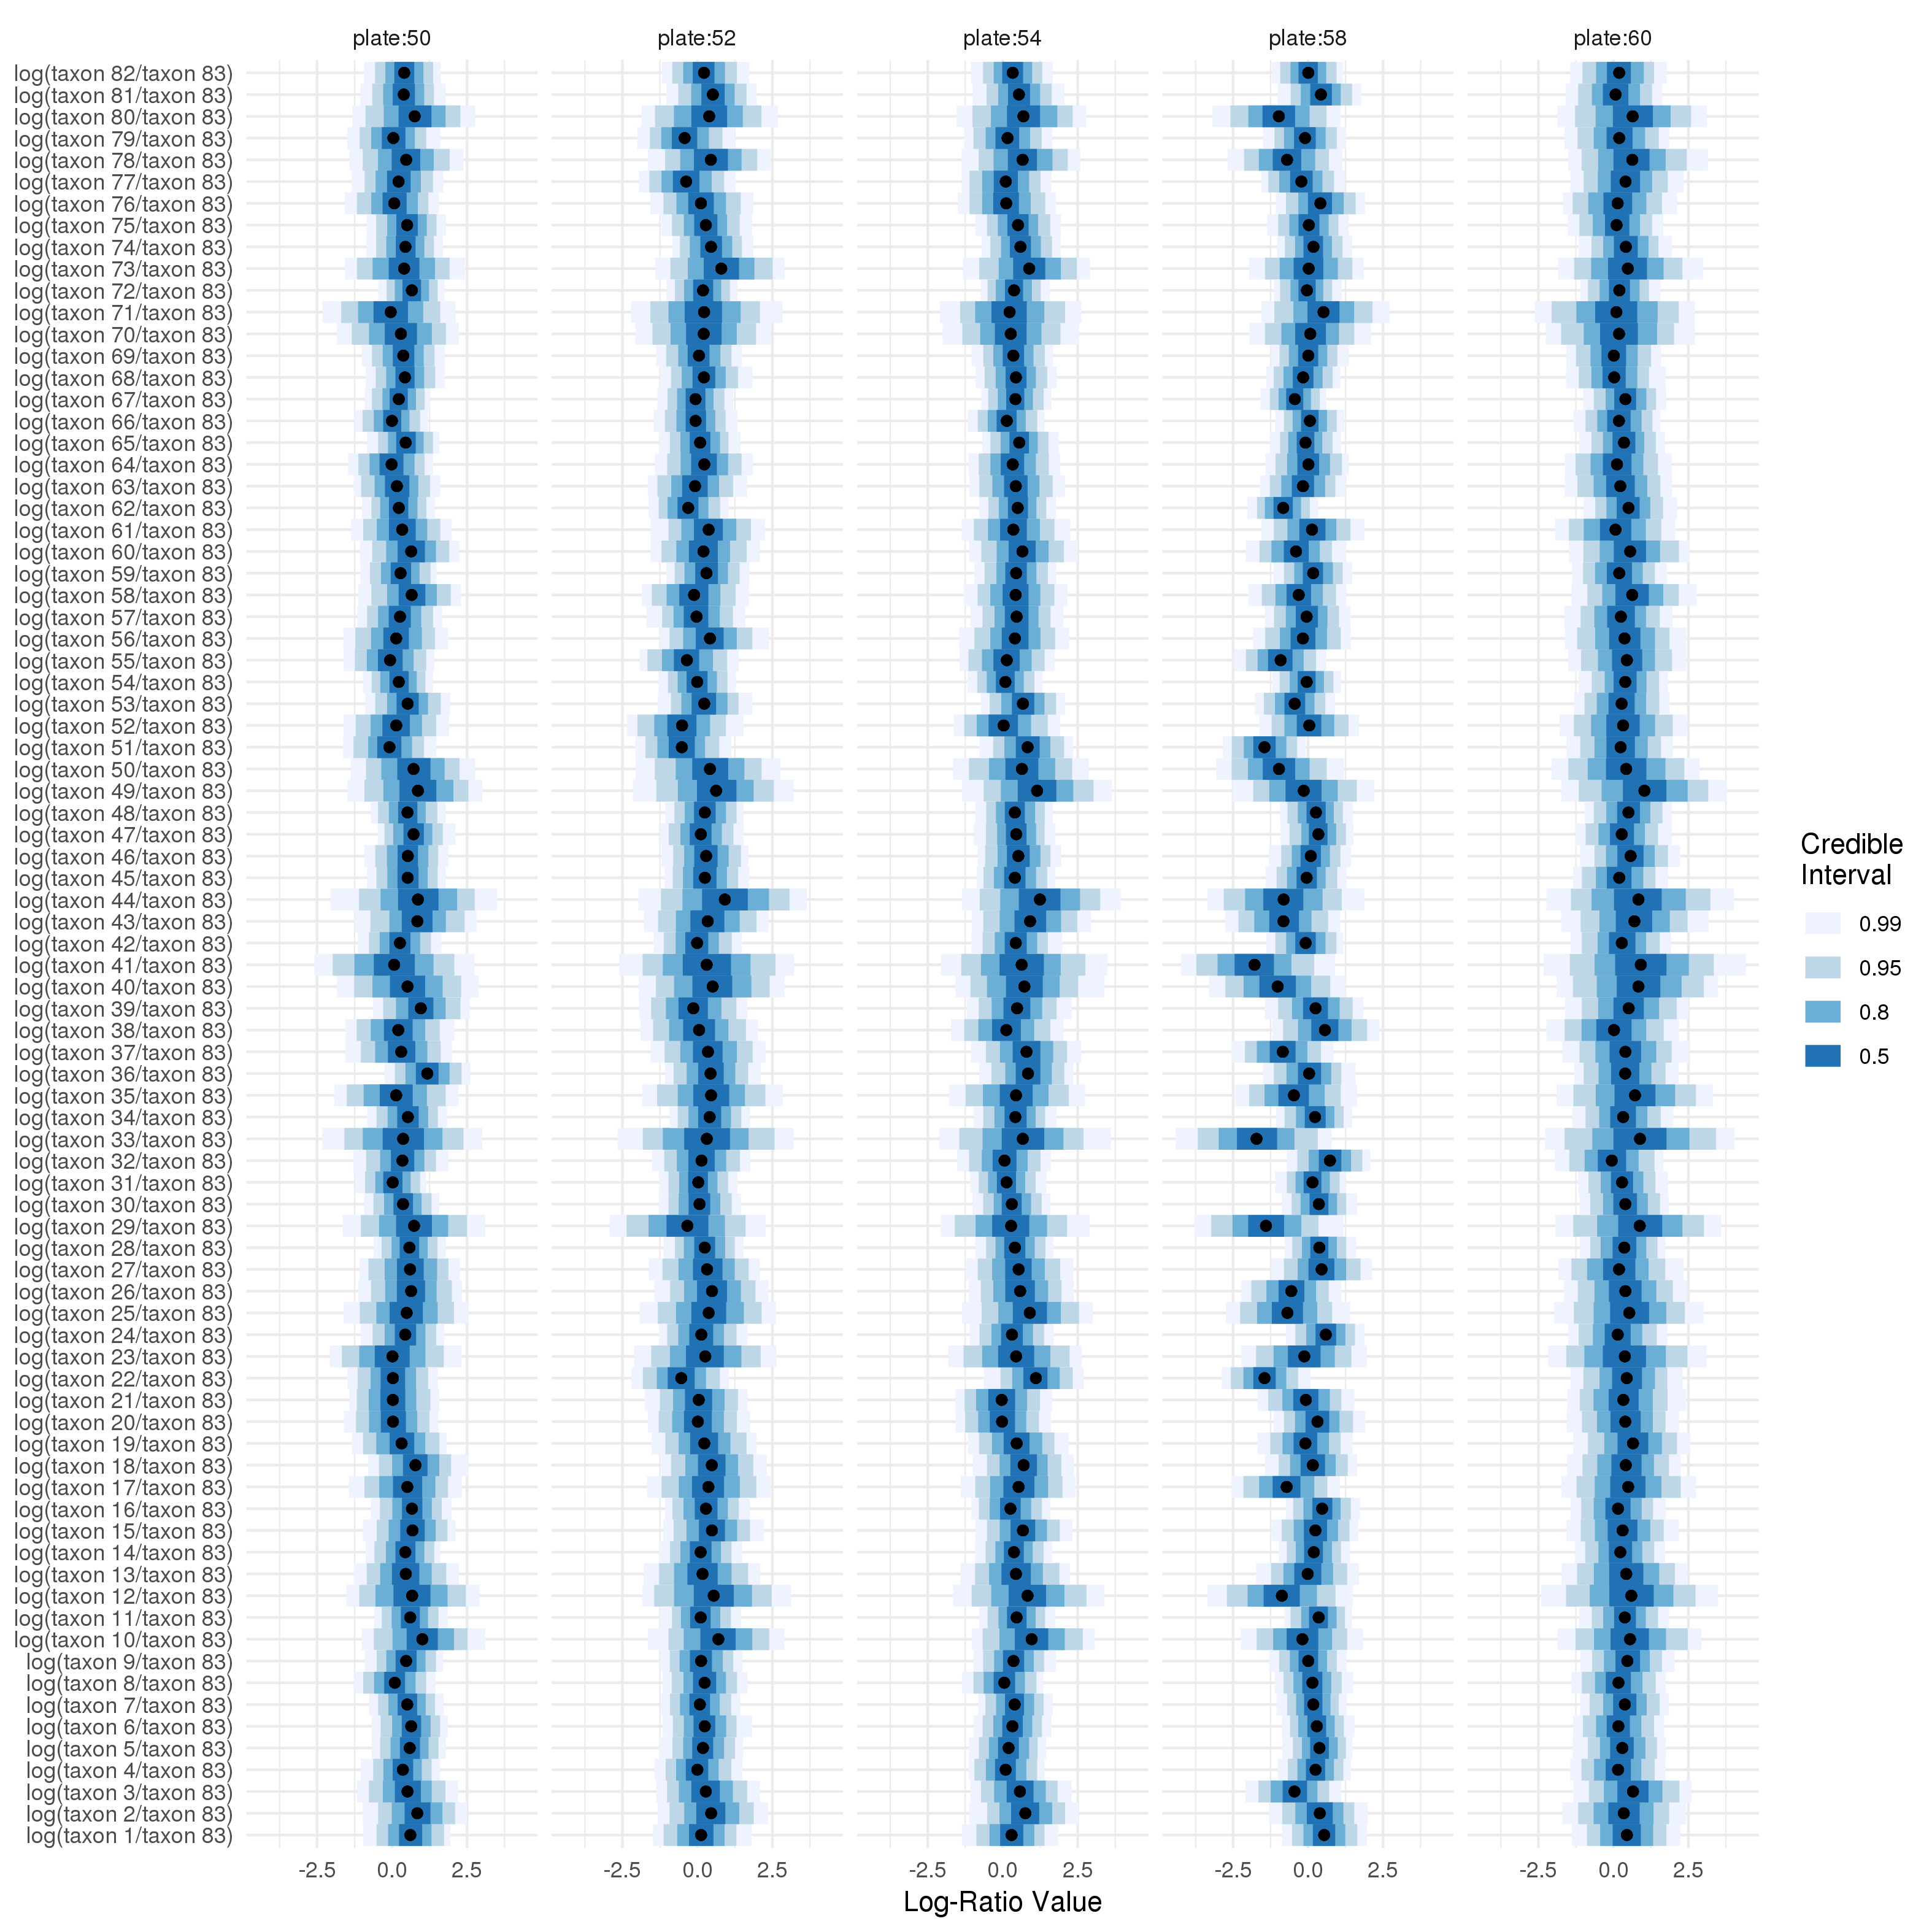 plate:50 plate:52 plate:54 plate:58 plate:60
log(taxon 82/taxon 83)
log(taxon 81/taxon 83)
log(taxon 80/taxon 83)
log(taxon 79/taxon 83)
log(taxon 78/taxon 83)
log(taxon 77/taxon 83)
log(taxon 76/taxon 83)
log(taxon 75/taxon 83)
log(taxon 74/taxon 83)
log(taxon 73/taxon 83)
log(taxon 72/taxon 83)
log(taxon 71/taxon 83)
log(taxon 70/taxon 83)
log(taxon 69/taxon 83)
log(taxon 68/taxon 83)
log(taxon 67/taxon 83)
log(taxon 66/taxon 83)
log(taxon 65/taxon 83)
log(taxon 64/taxon 83)
log(taxon 63/taxon 83)
log(taxon 62/taxon 83)
log(taxon 61/taxon 83)
log(taxon 60/taxon 83)
log(taxon 59/taxon 83)
log(taxon 58/taxon 83)
log(taxon 57/taxon 83)
log(taxon 56/taxon 83)
log(taxon 55/taxon 83)
log(taxon 54/taxon 83)
log(taxon 53/taxon 83)
log(taxon 52/taxon 83)
log(taxon 51/taxon 83)
log(taxon 50/taxon 83)
log(taxon 49/taxon 83)
log(taxon 48/taxon 83)
log(taxon 47/taxon 83)
log(taxon 46/taxon 83)
log(taxon 45/taxon 83)
log(taxon 44/taxon 83)
log(taxon 43/taxon 83)
log(taxon 42/taxon 83)
log(taxon 41/taxon 83)
log(taxon 40/taxon 83)
log(taxon 39/taxon 83)
log(taxon 38/taxon 83)
log(taxon 37/taxon 83)
log(taxon 36/taxon 83)
log(taxon 35/taxon 83)
log(taxon 34/taxon 83)
log(taxon 33/taxon 83)
log(taxon 32/taxon 83)
log(taxon 31/taxon 83)
log(taxon 30/taxon 83)
log(taxon 29/taxon 83)
log(taxon 28/taxon 83)
log(taxon 27/taxon 83)
log(taxon 26/taxon 83)
log(taxon 25/taxon 83)
log(taxon 24/taxon 83)
log(taxon 23/taxon 83)
log(taxon 22/taxon 83)
log(taxon 21/taxon 83)
log(taxon 20/taxon 83)
log(taxon 19/taxon 83)
log(taxon 18/taxon 83)
log(taxon 17/taxon 83)
log(taxon 16/taxon 83)
log(taxon 15/taxon 83)
log(taxon 14/taxon 83)
log(taxon 13/taxon 83)
log(taxon 12/taxon 83)
log(taxon 11/taxon 83)
log(taxon 10/taxon 83)
log(taxon 9/taxon 83)
log(taxon 8/taxon 83)
log(taxon 7/taxon 83)
log(taxon 6/taxon 83)
log(taxon 5/taxon 83)
log(taxon 4/taxon 83)
log(taxon 3/taxon 83)
log(taxon 2/taxon 83)
log(taxon 1/taxon 83)
-2.5 0.0 2.5 -2.5 0.0 2.5 -2.5 0.0 2.5 -2.5 0.0 2.5 -2.5 0.0 2.5
Log-Ratio Value
Credible
Interval
0.99
0.95
0.8
0.5